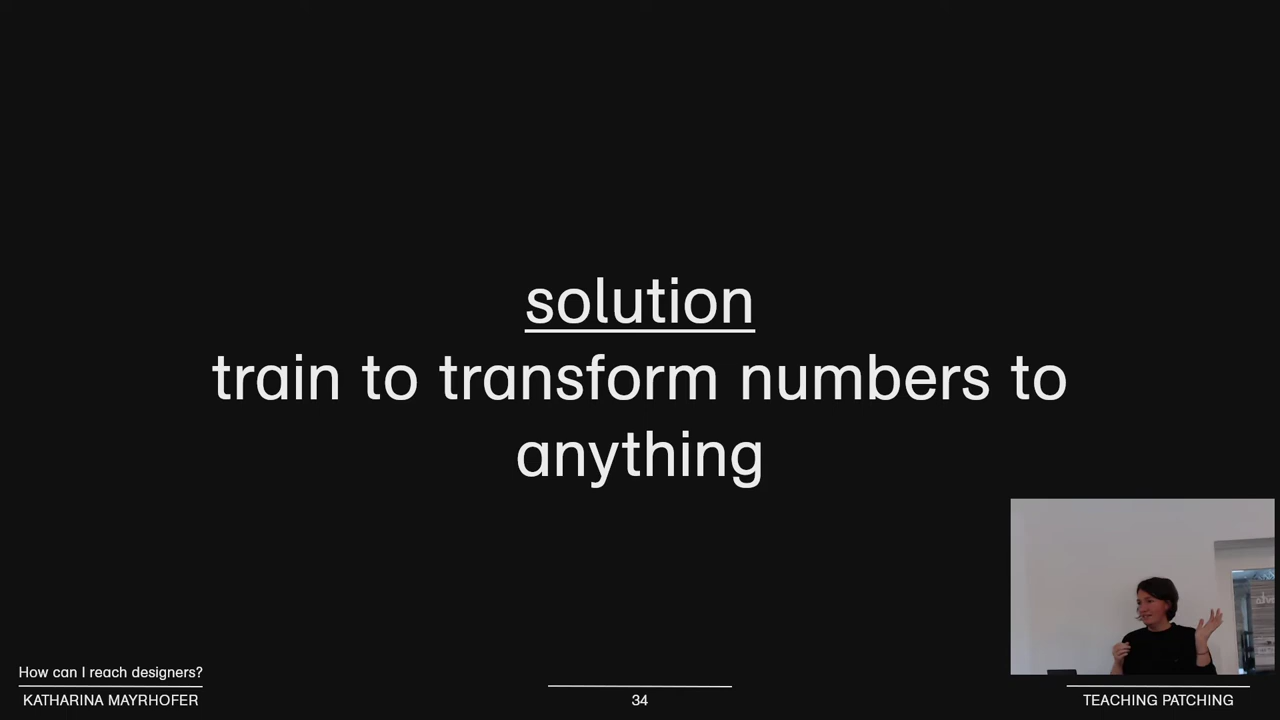 solution
train to transform numbers to
anything
How can I reach designers?
KATHARINA MAYRHOFER
34
TEACHING PATCHING